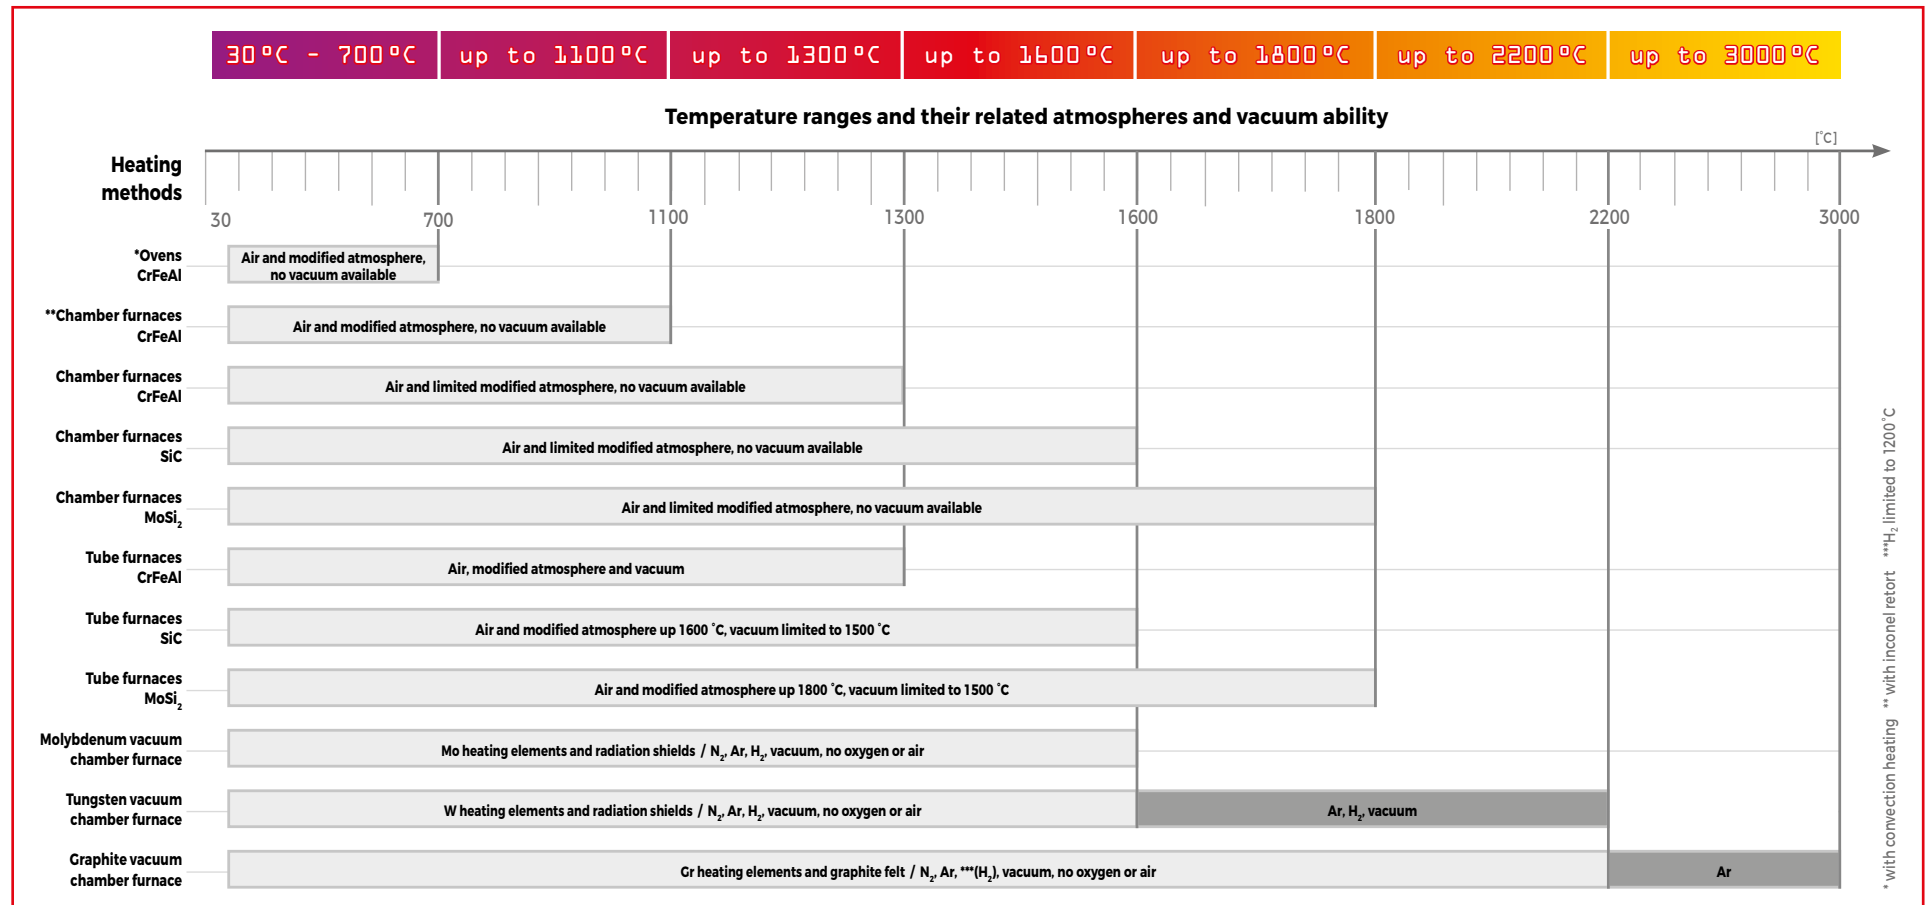 30°C - 700°C up to 1100°C up to 1300°C up to 1600°C up to 1800°C up to 2200°C up to 3000°C
Temperature ranges and their related atmospheres and vacuum ability
[°C]
Heating
methods
30 700 1100 1300 1600 1800 2200 3000
*Ovens
CrFeAl
Air and modified atmosphere,
no vacuum available
**Chamber furnaces
CrFeAl
Air and modified atmosphere, no vacuum available
Chamber furnaces
CrFeAl
Air and limited modified atmosphere, no vacuum available
Chamber furnaces
SiC
Air and limited modified atmosphere, no vacuum available
Chamber furnaces
MoSi₂
Air and limited modified atmosphere, no vacuum available
Tube furnaces
CrFeAl
Air, modified atmosphere and vacuum
Tube furnaces
SiC
Air and modified atmosphere up 1600 °C, vacuum limited to 1500 °C
Tube furnaces
MoSi₂
Air and modified atmosphere up 1800 °C, vacuum limited to 1500 °C
Molybdenum vacuum
chamber furnace
Mo heating elements and radiation shields / N₂, Ar, H₂, vacuum, no oxygen or air
Tungsten vacuum
chamber furnace
W heating elements and radiation shields / N₂, Ar, H₂, vacuum, no oxygen or air
Ar, H₂, vacuum
Graphite vacuum
chamber furnace
Gr heating elements and graphite felt / N₂, Ar, ***(H₂), vacuum, no oxygen or air
Ar
* with convection heating ** with inconel retort ***H₂ limited to 1200°C